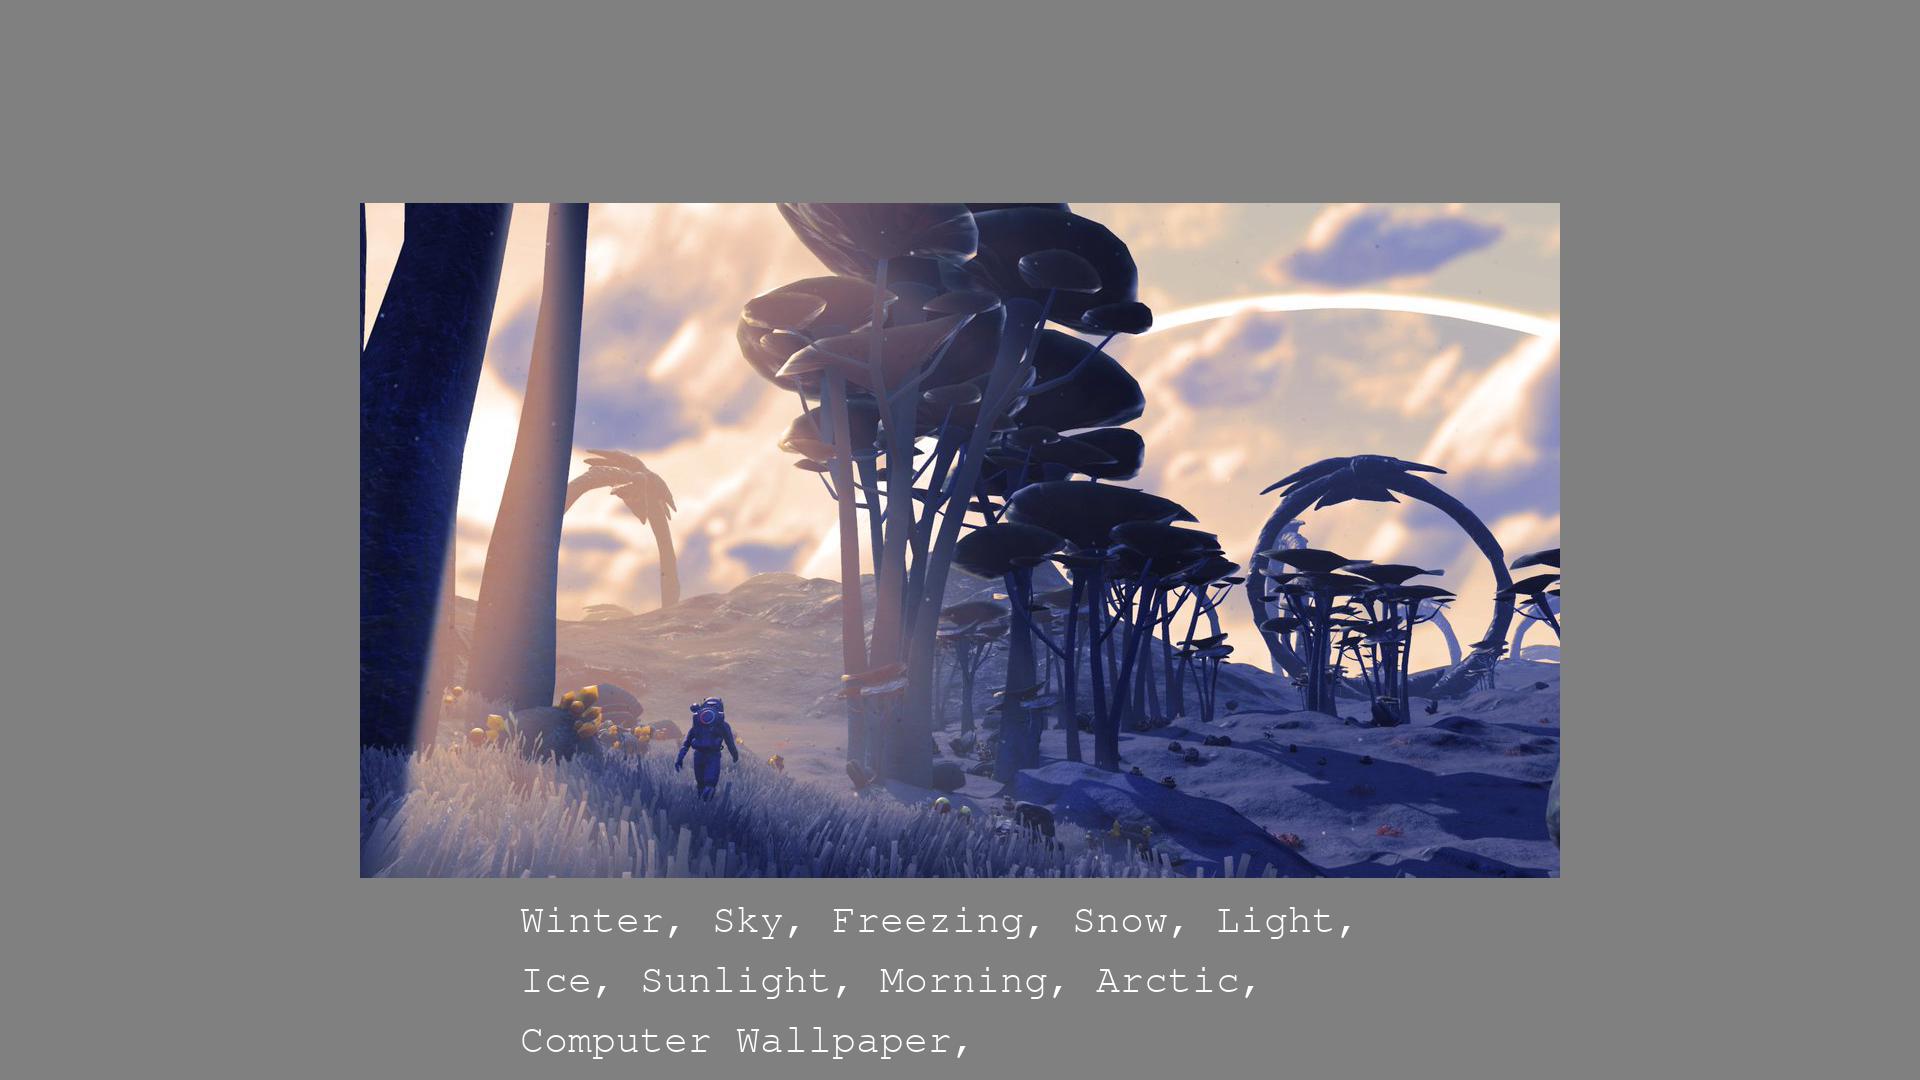 Winter, Sky, Freezing, Snow, Light,
Ice, Sunlight, Morning, Arctic,
Computer Wallpaper,